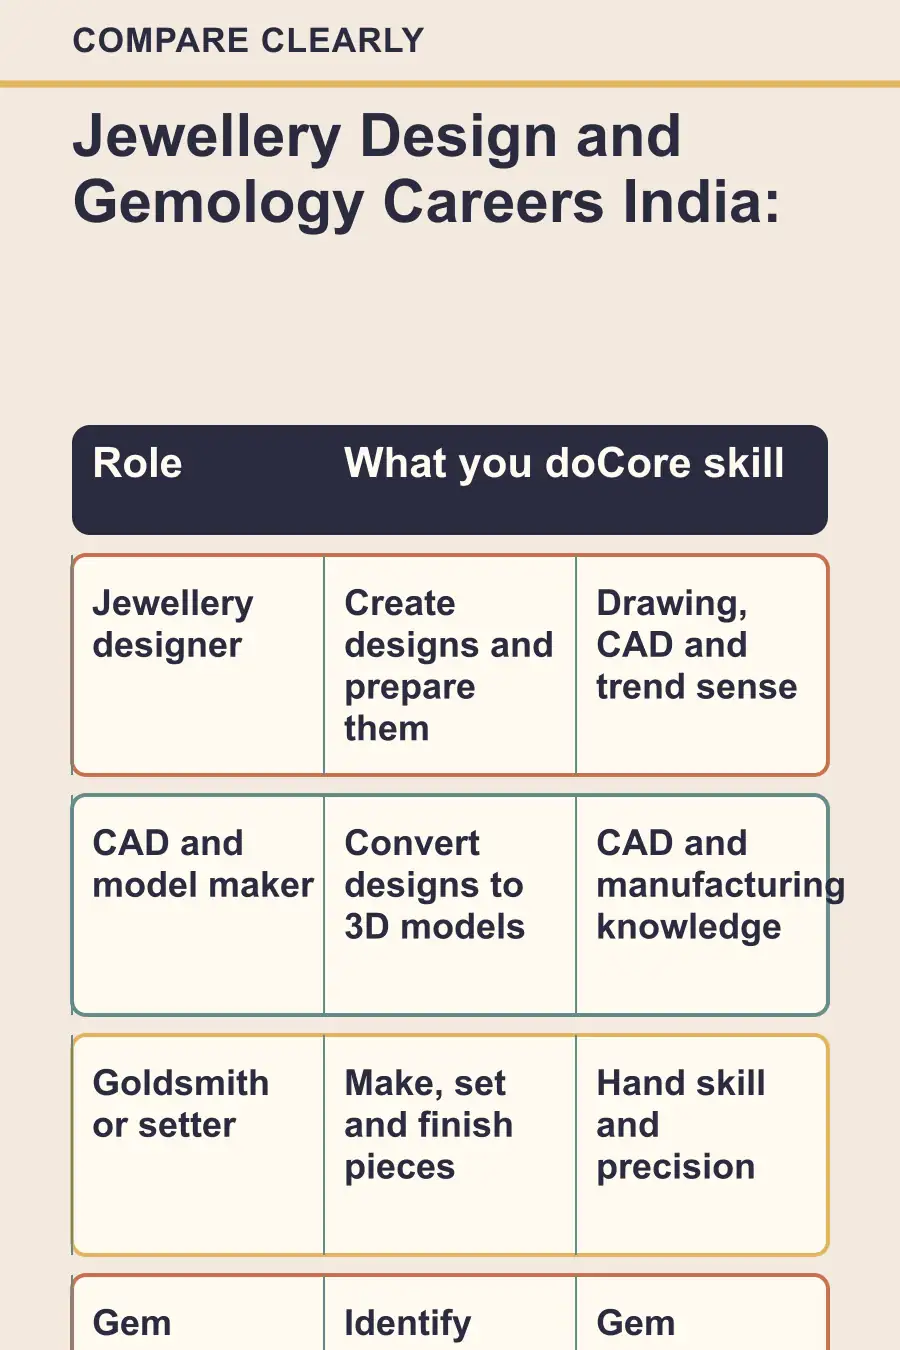 COMPARE CLEARLY
Jewellery Design and
Gemology Careers India:
Role What you do Core skill
Jewellery
designer
Create
designs and
prepare
them
Drawing,
CAD and
trend sense
CAD and
model maker
Convert
designs to
3D models
CAD and
manufacturing
knowledge
Goldsmith
or setter
Make, set
and finish
pieces
Hand skill
and
precision
Gem
Identify
Gem